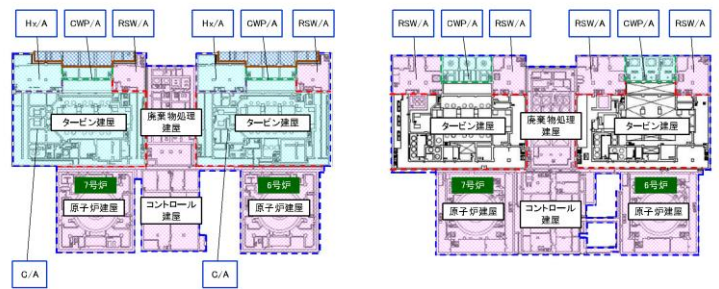 Hx/A CWP/A RSW/A Hx/A CWP/A RSW/A
タービン建屋 廃棄物処理 タービン建屋
建屋
7号炉 6号炉
原子炉建屋 コントロール 原子炉建屋
建屋
C/A C/A
RSW/A CWP/A RSW/A RSW/A CWP/A RSW/A
タービン建屋 廃棄物処理 タービン建屋
建屋
7号炉 6号炉
原子炉建屋 コントロール 原子炉建屋
建屋